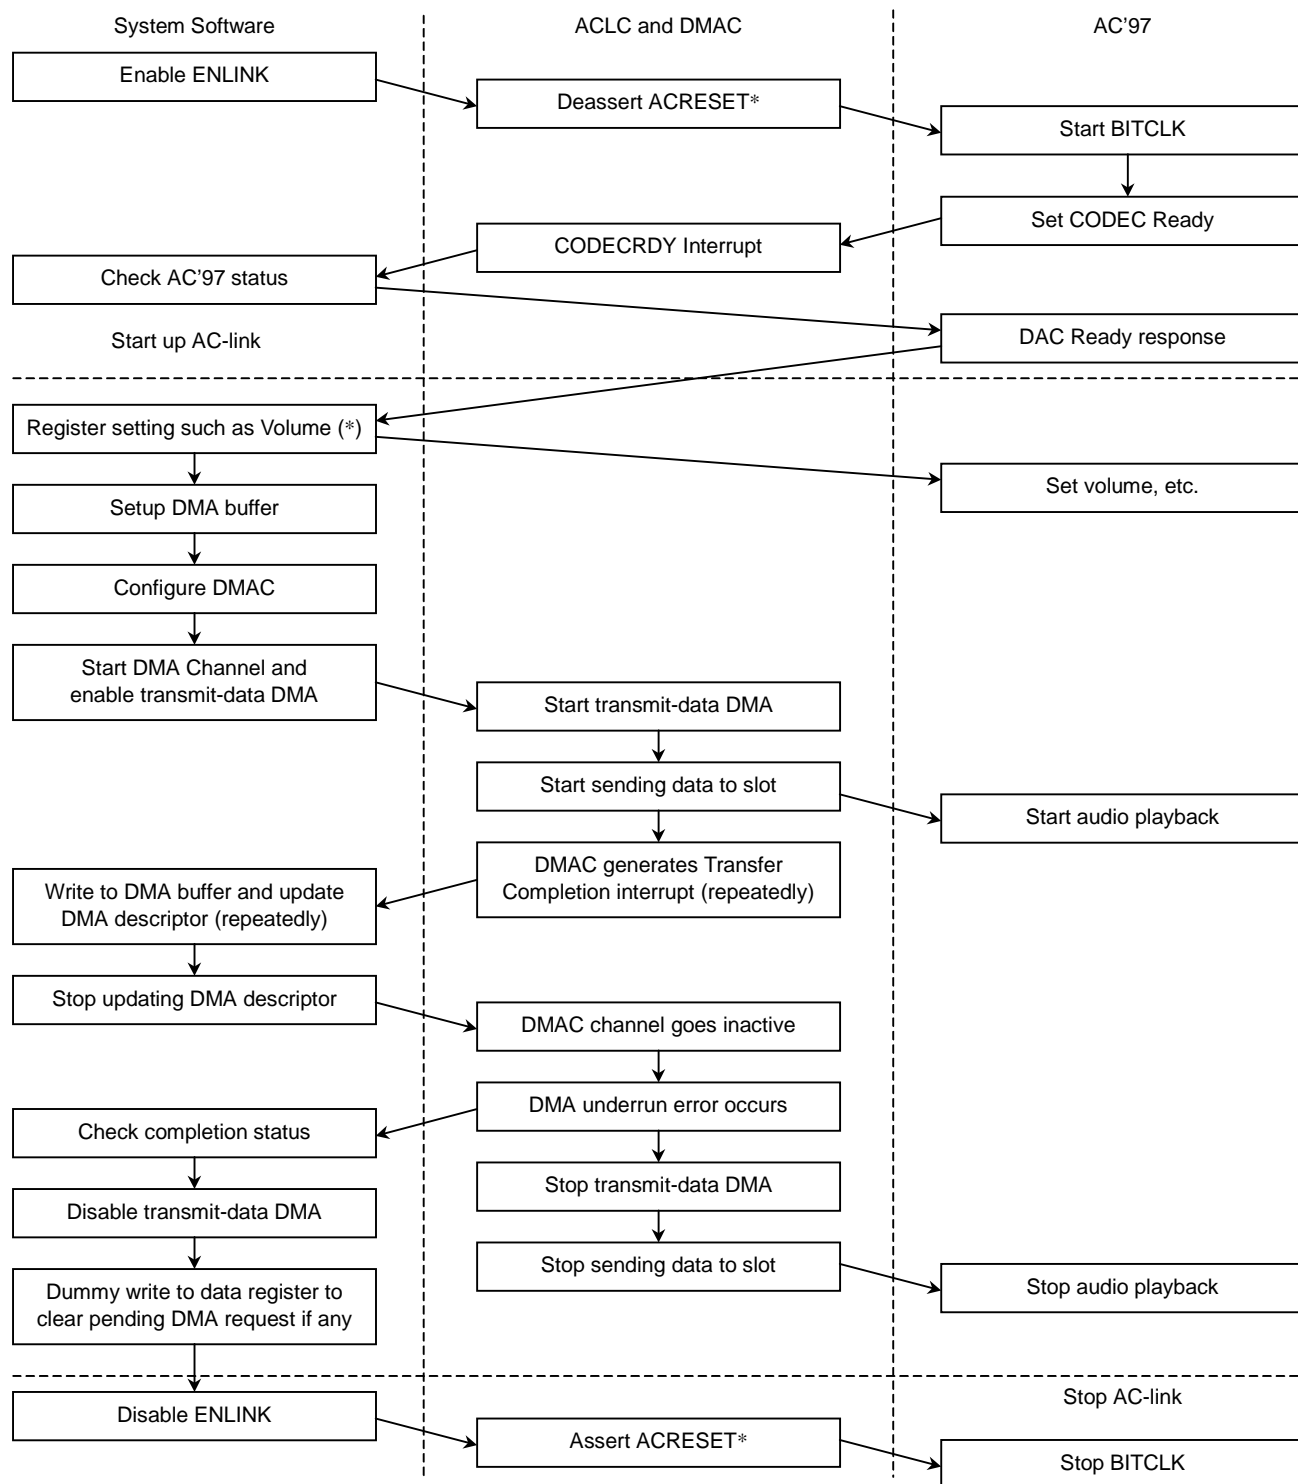 System Software
ACLC and DMAC
AC’97
Enable ENLINK
Deassert ACRESET*
Start BITCLK
Set CODEC Ready
CODECRDY Interrupt
Check AC’97 status
Start up AC-link
DAC Ready response
Register setting such as Volume (*)
Set volume, etc.
Setup DMA buffer
Configure DMAC
Start DMA Channel and
enable transmit-data DMA
Start transmit-data DMA
Start sending data to slot
Start audio playback
DMAC generates Transfer
Completion interrupt (repeatedly)
Write to DMA buffer and update
DMA descriptor (repeatedly)
Stop updating DMA descriptor
DMAC channel goes inactive
DMA underrun error occurs
Check completion status
Stop transmit-data DMA
Disable transmit-data DMA
Stop sending data to slot
Stop audio playback
Dummy write to data register to
clear pending DMA request if any
Stop AC-link
Disable ENLINK
Assert ACRESET*
Stop BITCLK